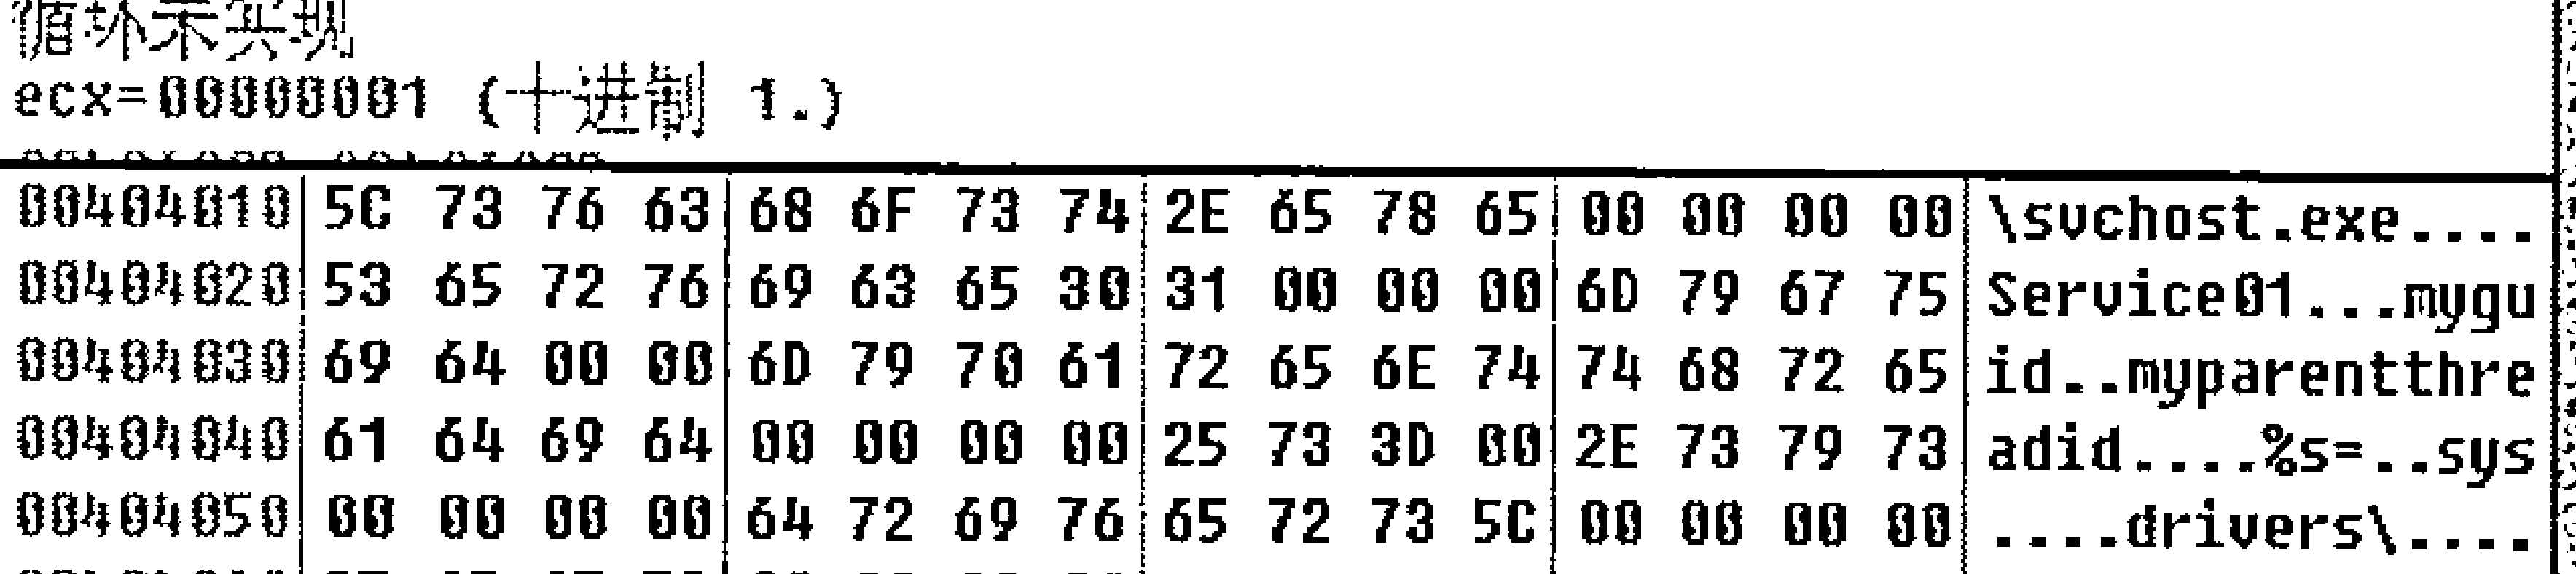 循环未实现
ecx=00000001 (十进制 1.)
00404010 5C 73 76 63 68 6F 73 74 2E 65 78 65 00 00 00 00 \svchost.exe....
00404020 53 65 72 76 69 63 65 30 31 00 00 00 6D 79 67 75 Service01...mygu
00404030 69 64 00 00 6D 79 70 61 72 65 6E 74 74 68 72 65 id..myparentthre
00404040 61 64 69 64 00 00 00 00 25 73 3D 00 2E 73 79 73 adid....%s=..sys
00404050 00 00 00 00 64 72 69 76 65 72 73 5C 00 00 00 00 ....drivers\....